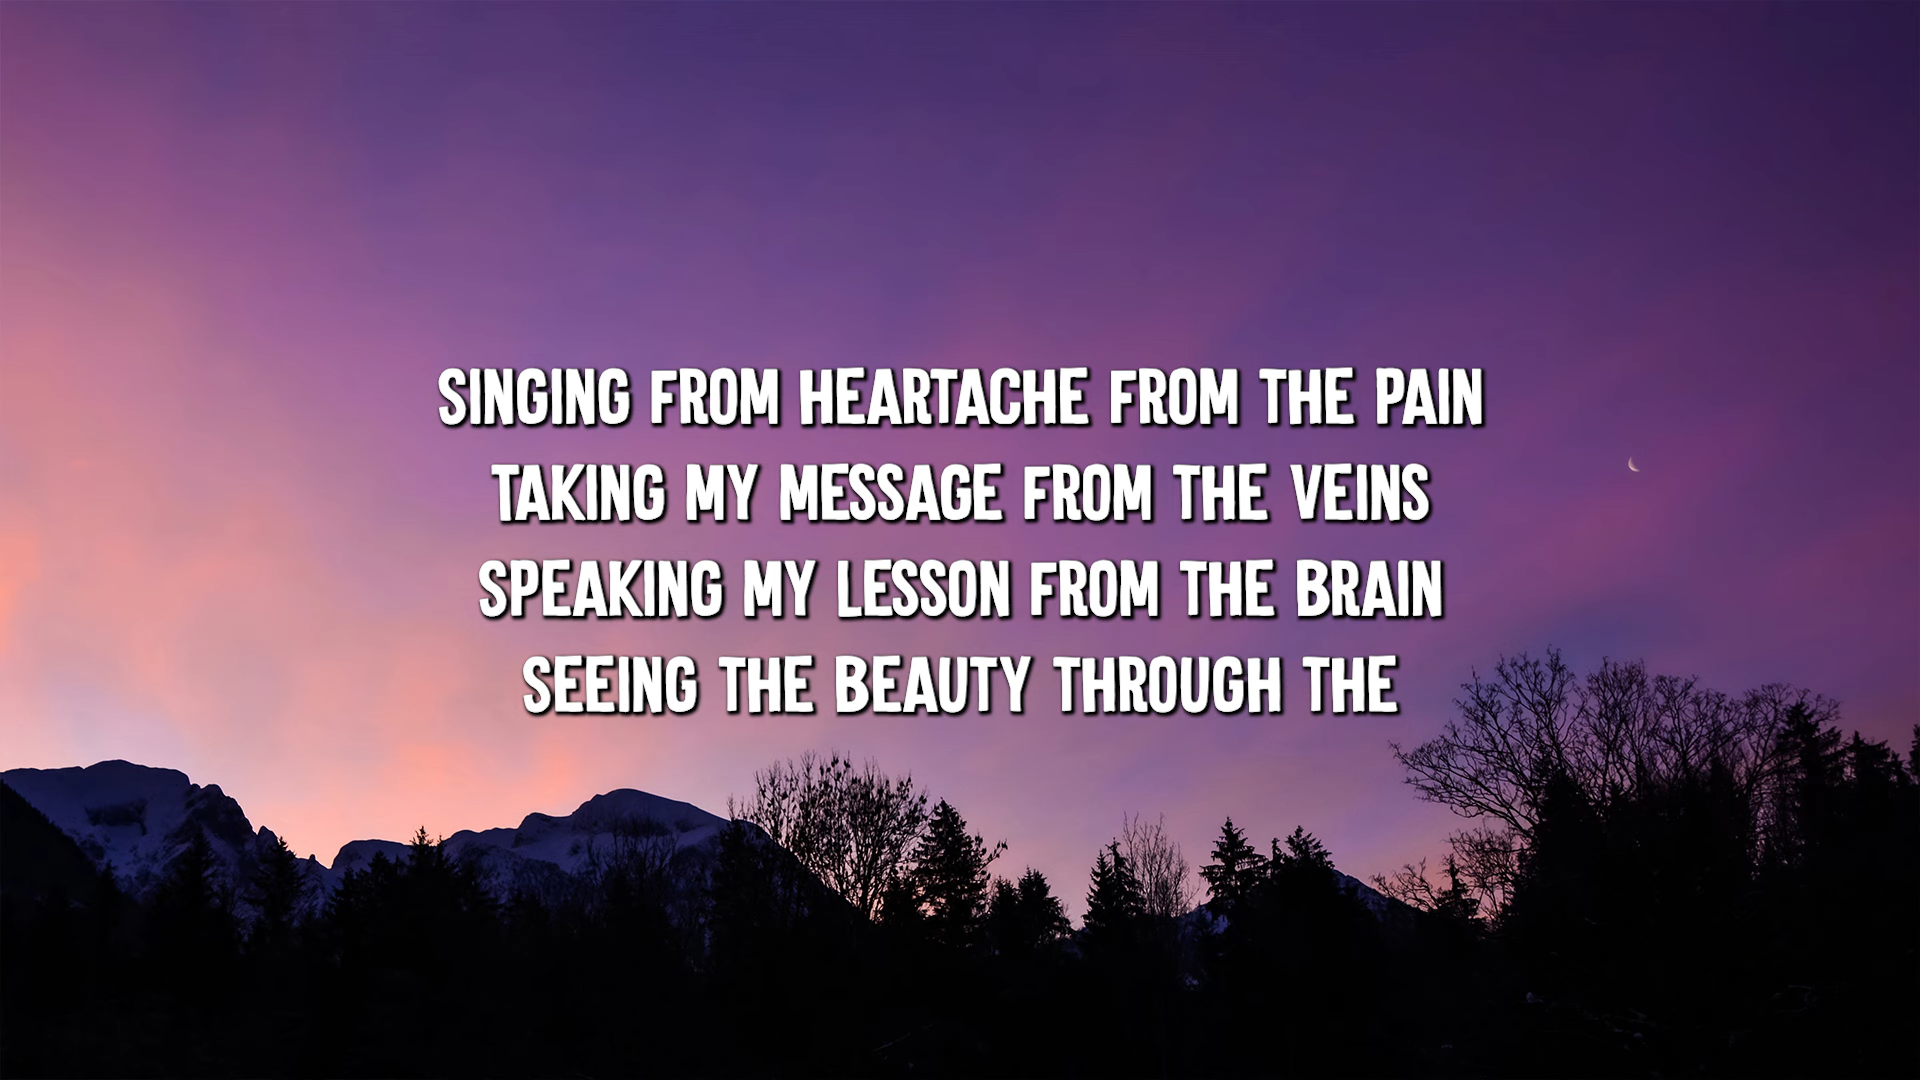 SINGING FROM HEARTACHE FROM THE PAIN
TAKING MY MESSAGE FROM THE VEINS
SPEAKING MY LESSON FROM THE BRAIN
SEEING THE BEAUTY THROUGH THE